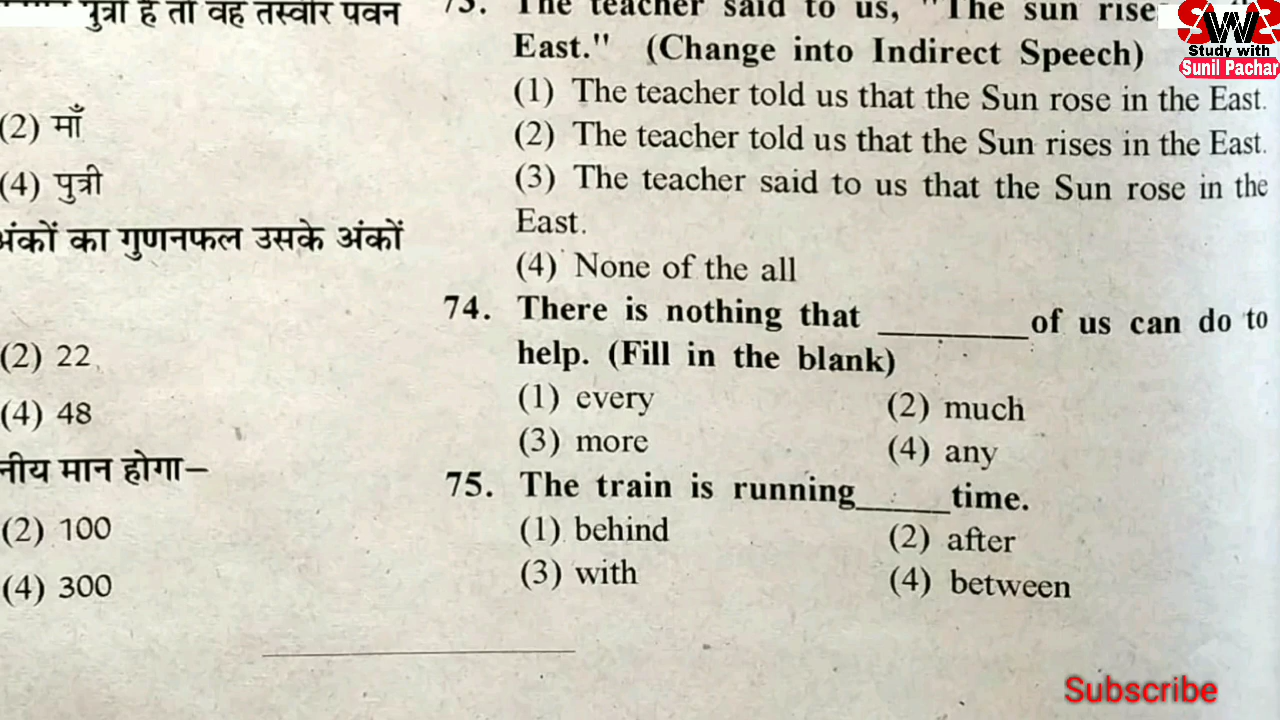 पुत्री है तो वह तस्वीर पवन
(2) माँ
(4) पुत्री
अंकों का गुणनफल उसके अंकों
(2) 22
(4) 48
नीय मान होगा–
(2) 100
(4) 300
73. The teacher said to us, "The sun rise
East." (Change into Indirect Speech)
(1) The teacher told us that the Sun rose in the East.
(2) The teacher told us that the Sun rises in the East.
(3) The teacher said to us that the Sun rose in the
East.
(4) None of the all
74. There is nothing that ________ of us can do to
help. (Fill in the blank)
(1) every (2) much
(3) more (4) any
75. The train is running_____time.
(1) behind (2) after
(3) with (4) between
SWS
Study with
Sunil Pachar
Subscribe